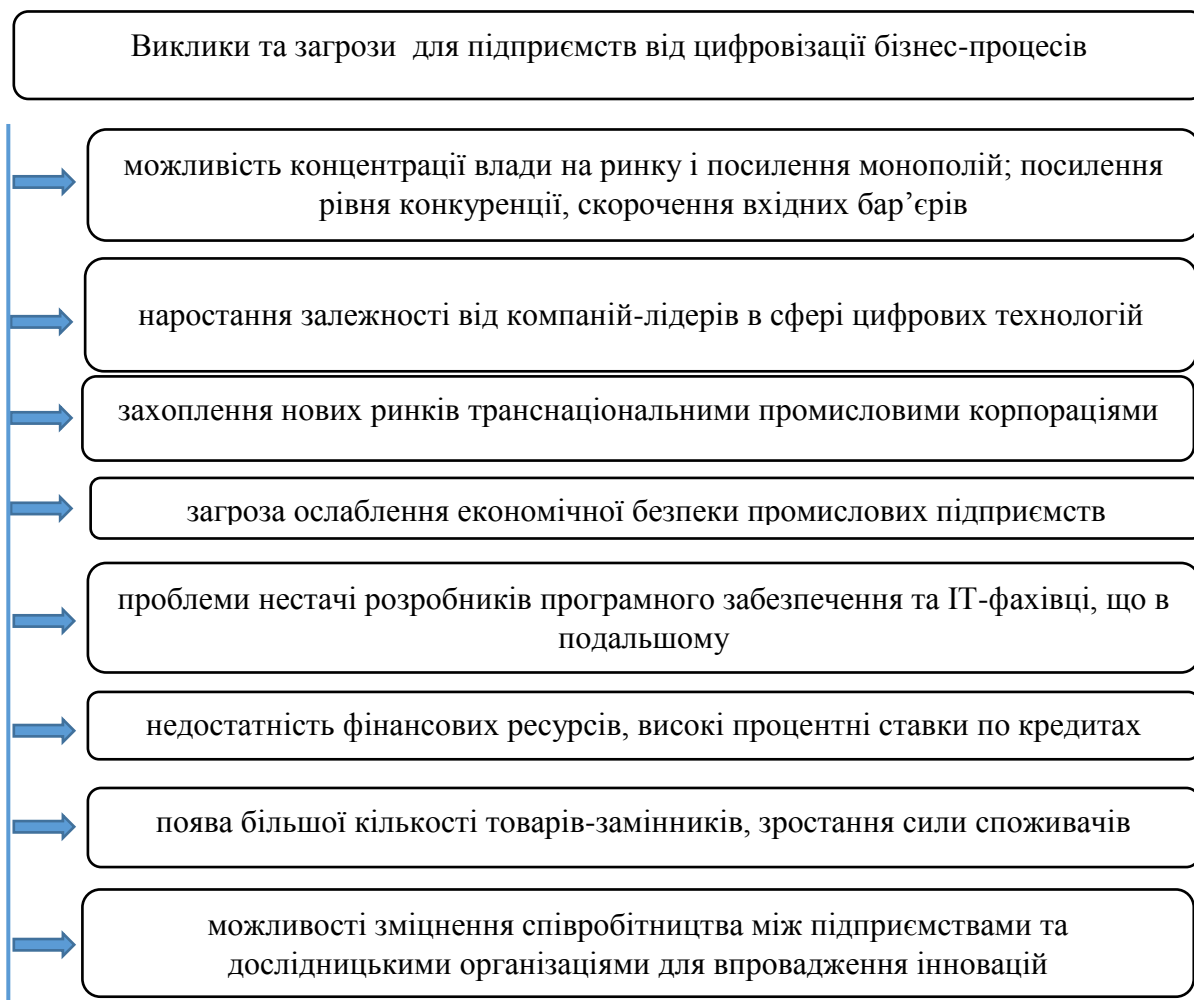 Виклики та загрози для підприємств від цифровізації бізнес-процесів
можливість концентрації влади на ринку і посилення монополій; посилення
рівня конкуренції, скорочення вхідних бар’єрів
наростання залежності від компаній-лідерів в сфері цифрових технологій
захоплення нових ринків транснаціональними промисловими корпораціями
загроза ослаблення економічної безпеки промислових підприємств
проблеми нестачі розробників програмного забезпечення та ІТ-фахівці, що в
подальшому
недостатність фінансових ресурсів, високі процентні ставки по кредитах
поява більшої кількості товарів-замінників, зростання сили споживачів
можливості зміцнення співробітництва між підприємствами та
дослідницькими організаціями для впровадження інновацій